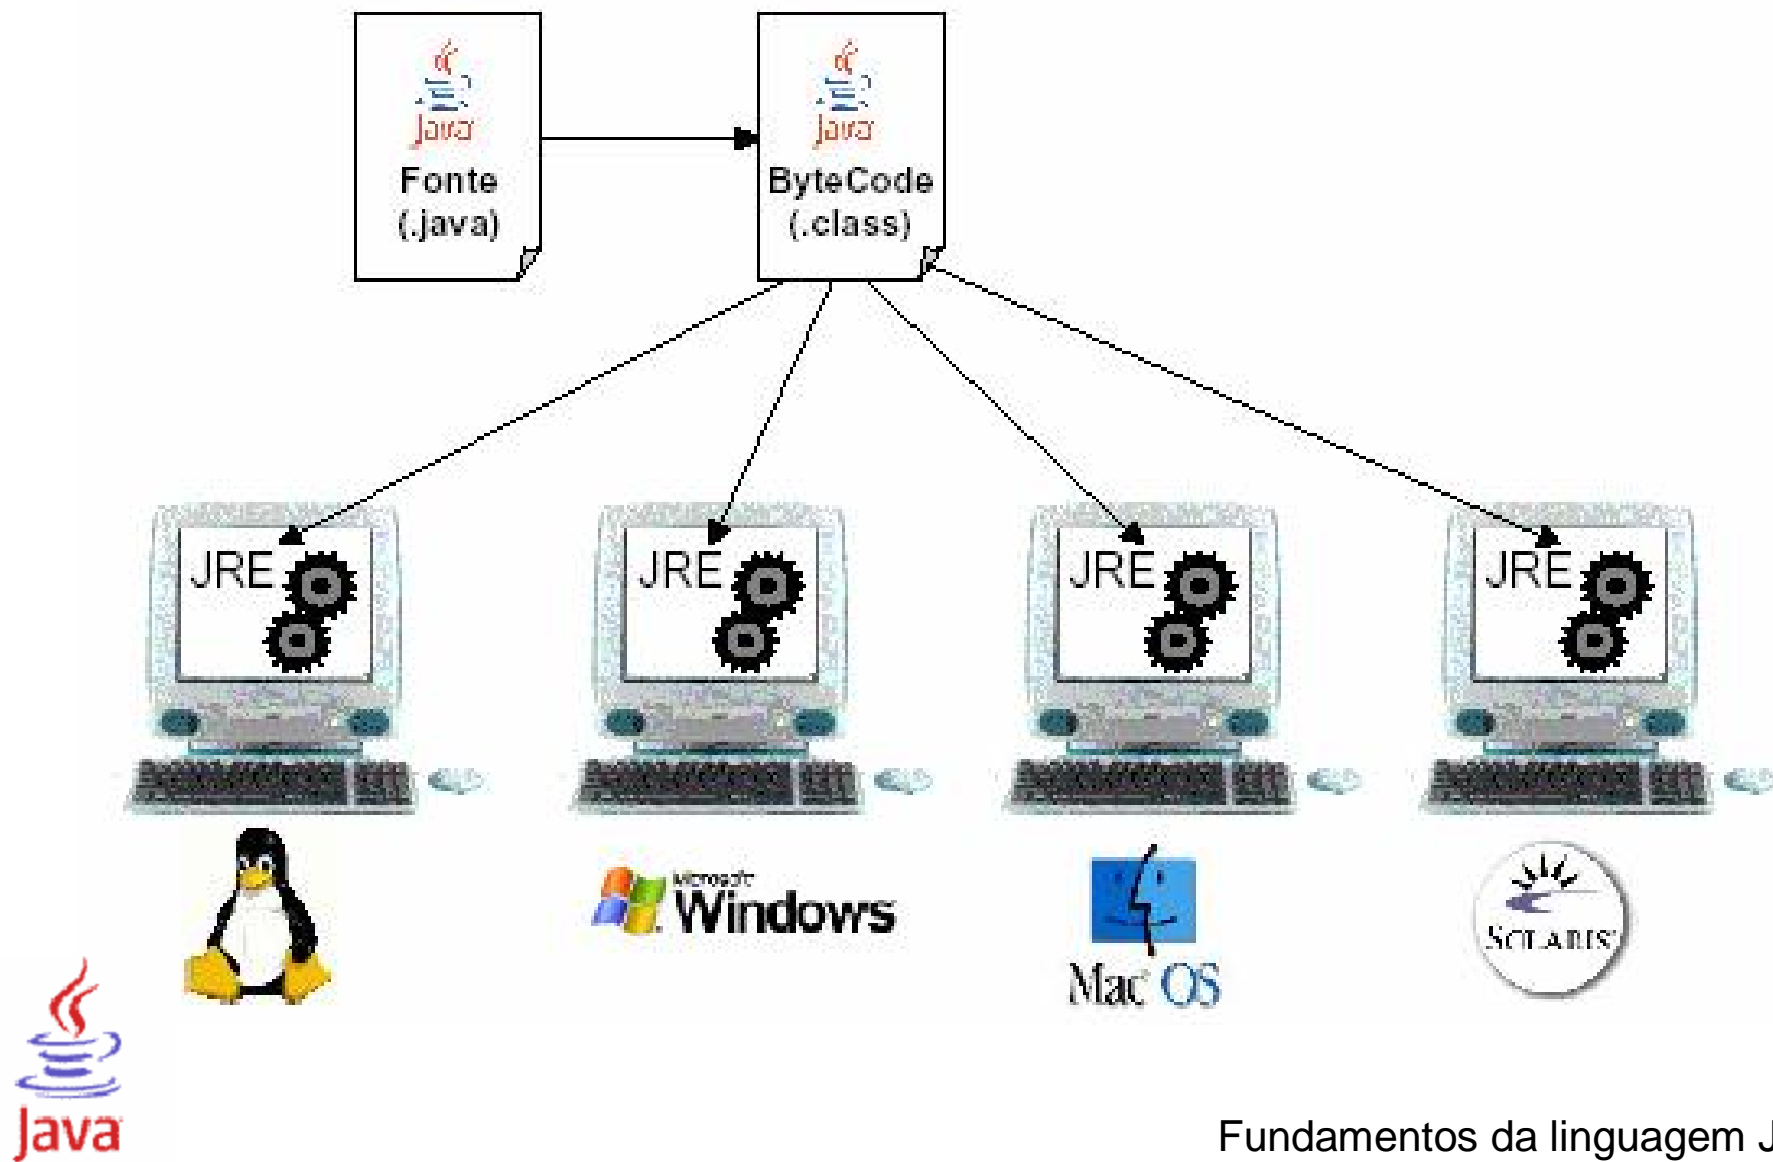 Java
Fonte
(.java)
Java
ByteCode
(.class)
JRE
JRE
JRE
JRE
Microsoft
Windows
Mac OS
SOLARIS
Java
Fundamentos da linguagem J